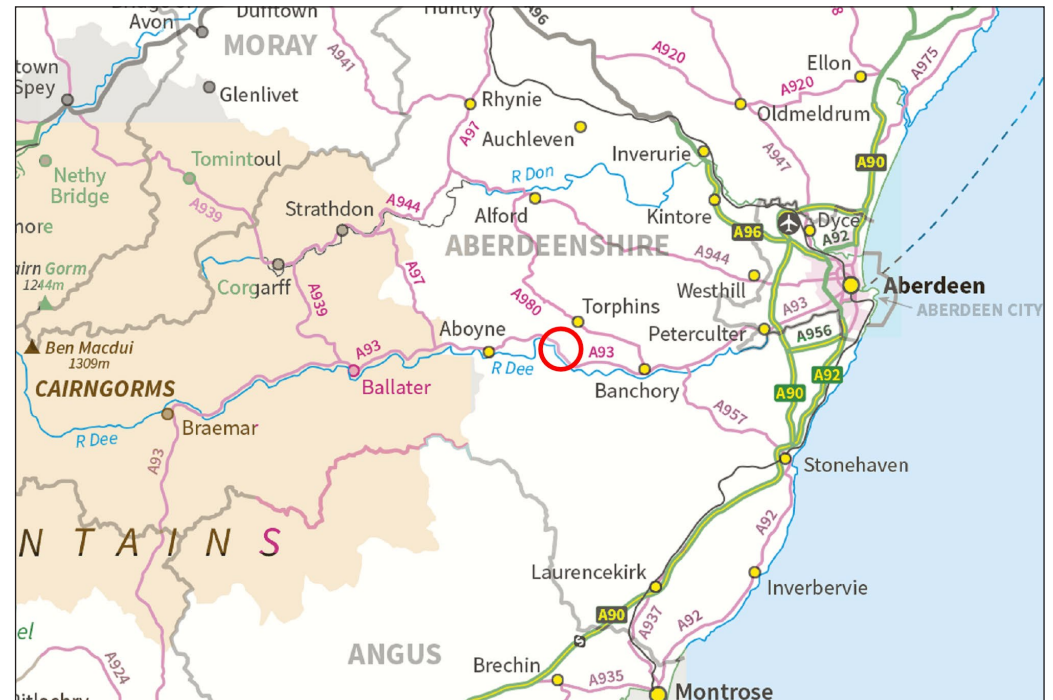 Avon
Dufftown
Huntly
A96
MORAY
A941
A920
Ellon
A975
town
Spey
Glenlivet
Rhynie
A920
Oldmeldrum
A97
Auchleven
Inverurie
A947
A90
Tomintoul
Nethy
Bridge
R Don
A939
Strathdon
A944
Alford
Kintore
Dyce
more
ABERDEENSHIRE
A96
A92
Cairn Gorm
1244m
Corgarff
A97
A944
Westhill
Aberdeen
A939
A980
Torphins
A93
ABERDEEN CITY
Aboyne
Peterculter
A956
Ben Macdui
1309m
A93
R Dee
A93
CAIRNGORMS
Ballater
Banchory
A92
A90
R Dee
Braemar
A957
A93
Stonehaven
N T A I N S
A92
Laurencekirk
Inverbervie
A90
A937
A92
el
S
ANGUS
A924
Brechin
A935
Pitlochry
Montrose